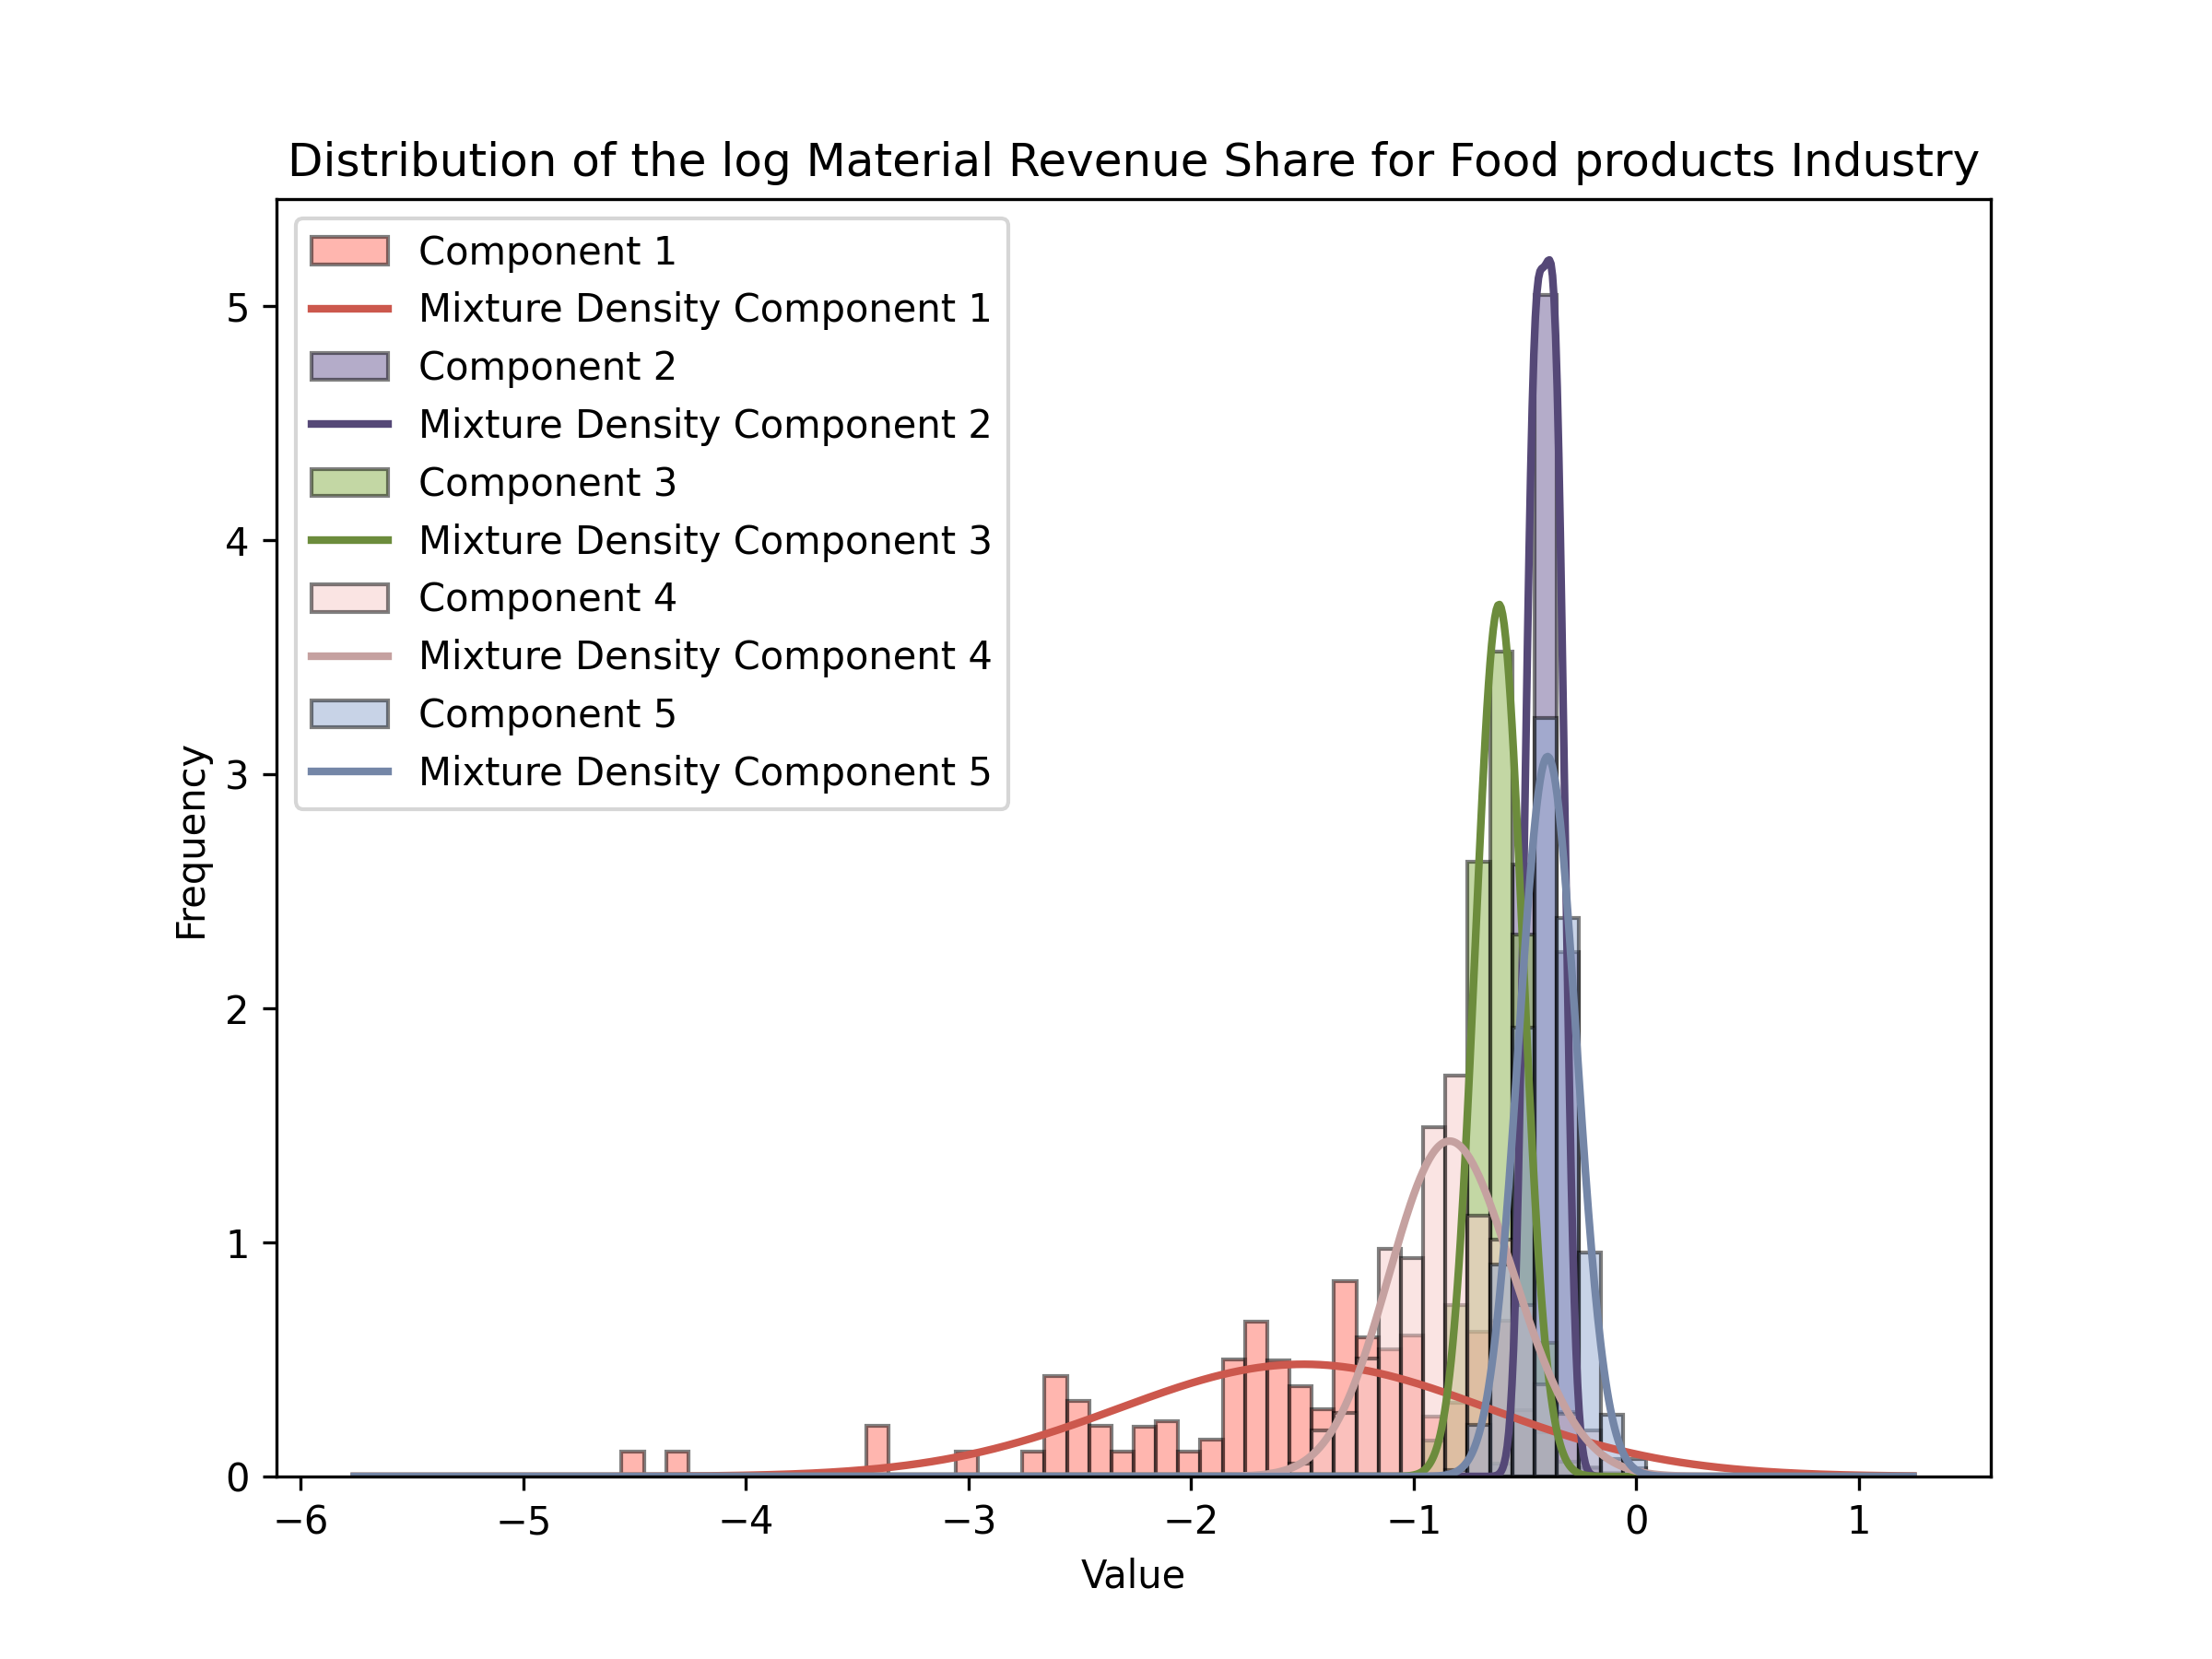 Distribution of the log Material Revenue Share for Food products Industry
Component 1
Mixture Density Component 1
Component 2
Mixture Density Component 2
Component 3
Mixture Density Component 3
Component 4
Mixture Density Component 4
Component 5
Mixture Density Component 5
Frequency
5
4
3
2
1
0
−6 −5 −4 −3 −2 −1 0 1
Value